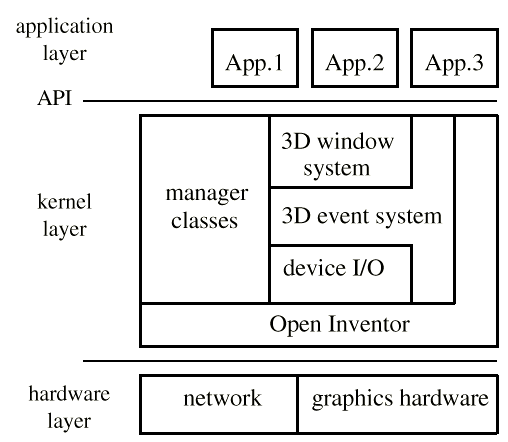 application
layer
App.1 App.2 App.3
API
3D window
system
manager
classes
kernel
layer
3D event system
device I/O
Open Inventor
hardware
layer
network graphics hardware